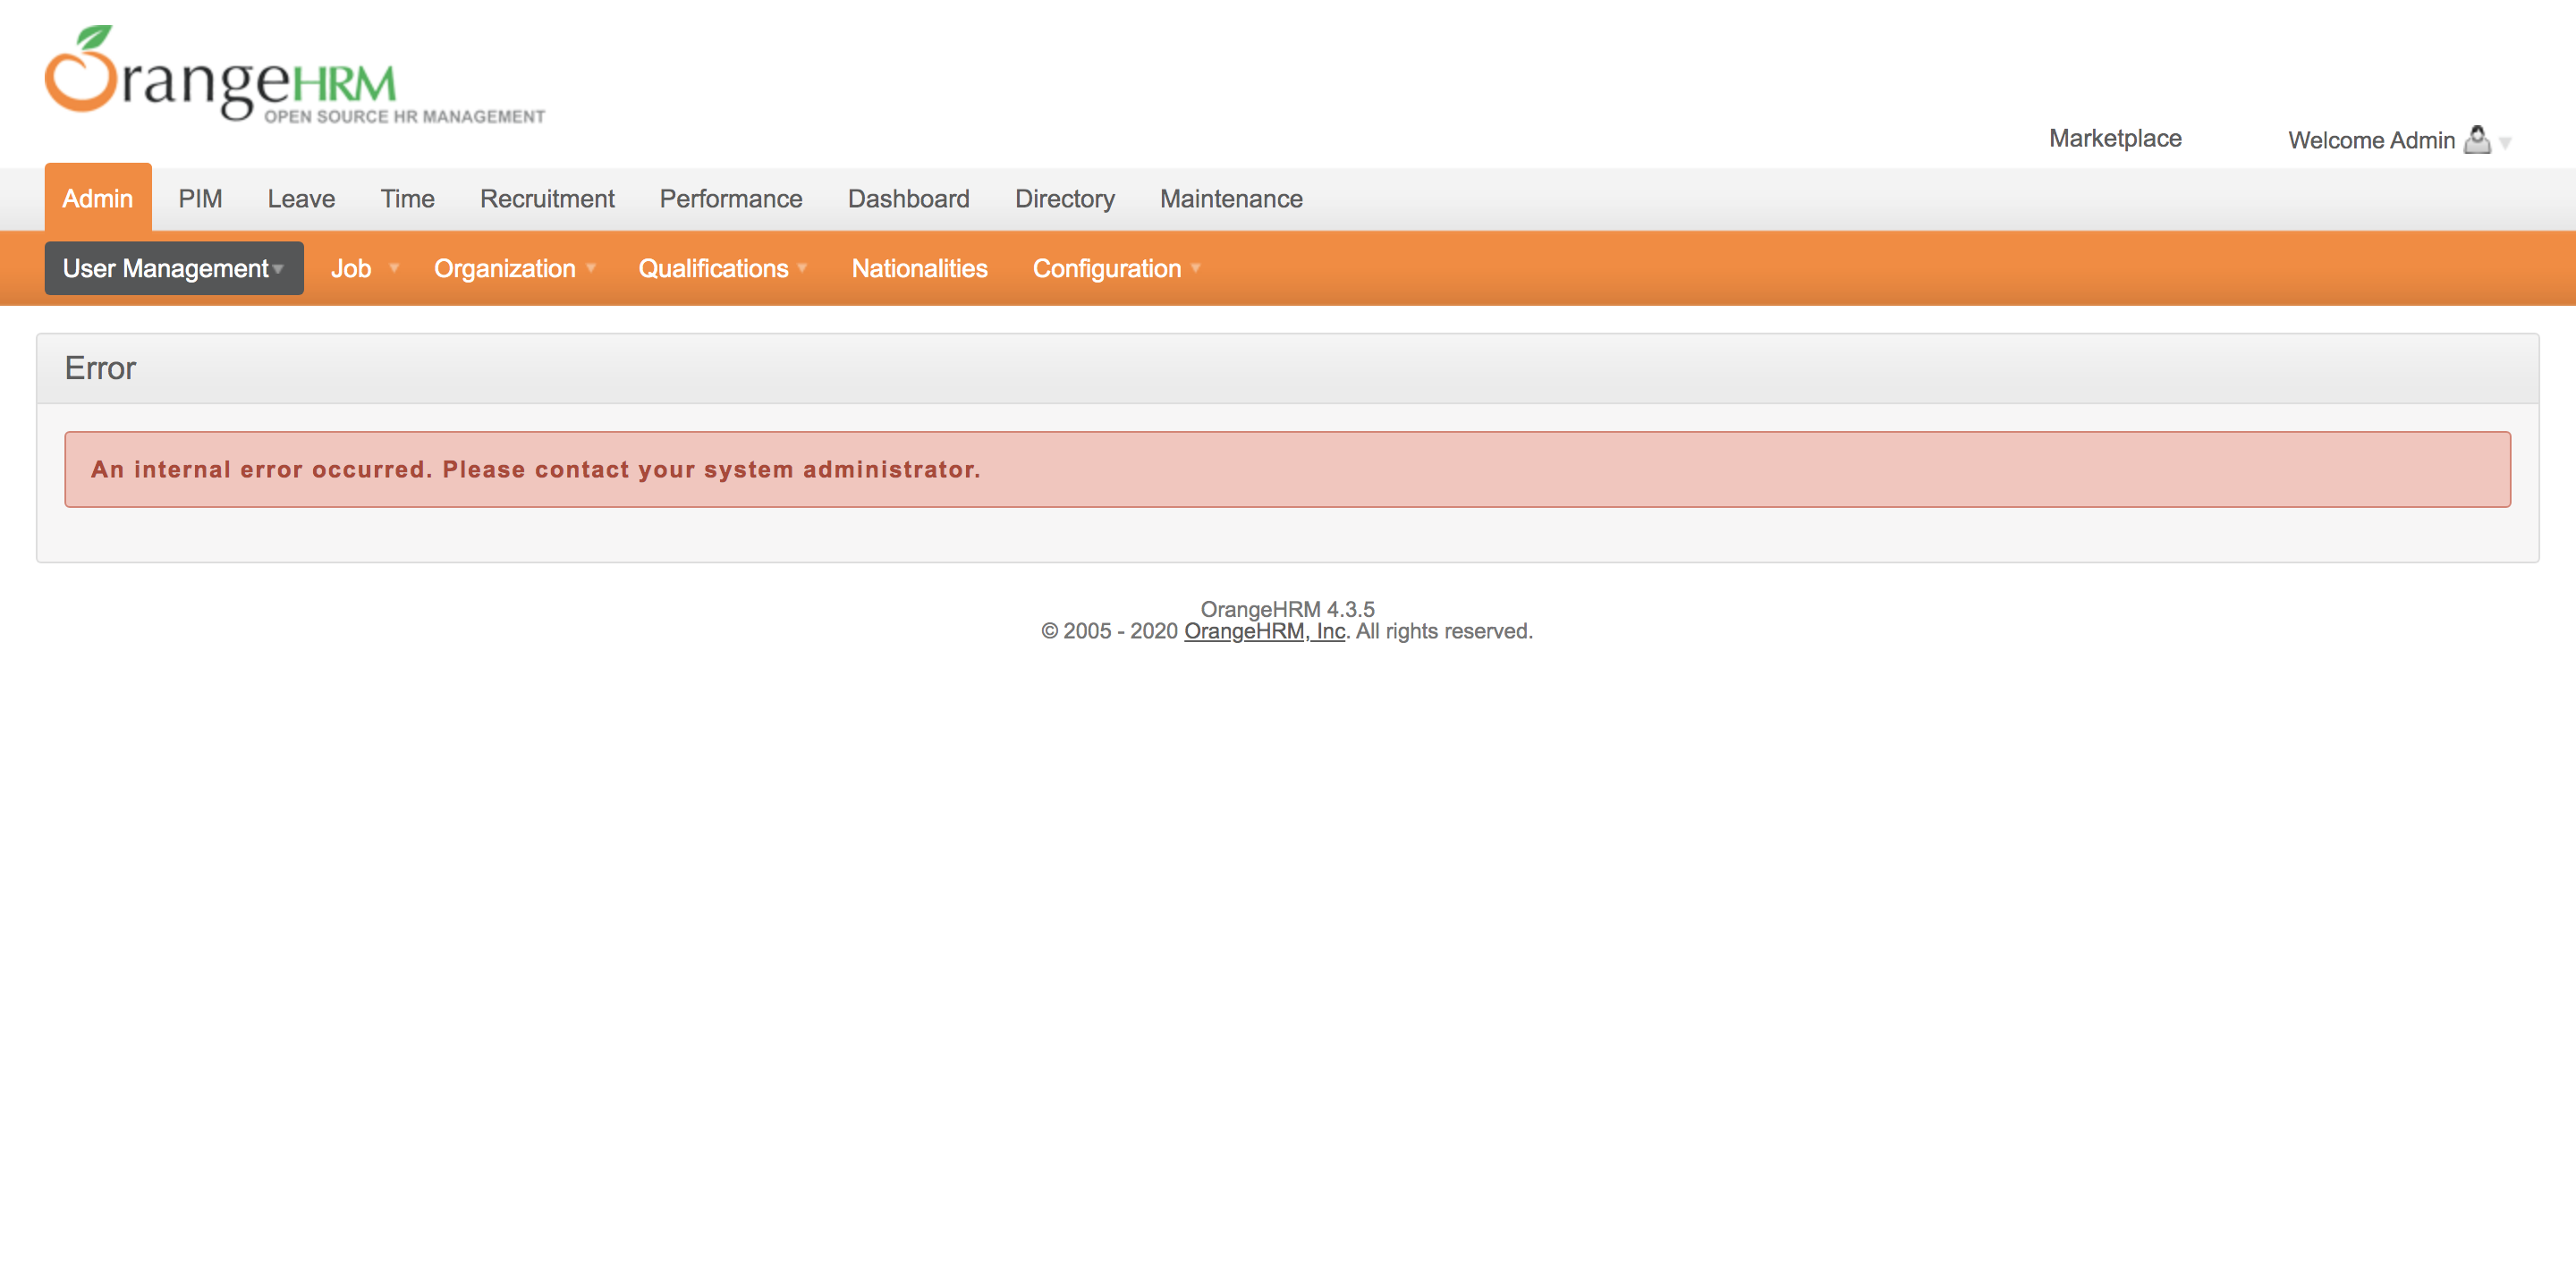 OrangeHRM
OPEN SOURCE HR MANAGEMENT
Marketplace
Welcome Admin
Admin PIM Leave Time Recruitment Performance Dashboard Directory Maintenance
User Management Job Organization Qualifications Nationalities Configuration
Error
An internal error occurred. Please contact your system administrator.
OrangeHRM 4.3.5
© 2005 - 2020 OrangeHRM, Inc. All rights reserved.